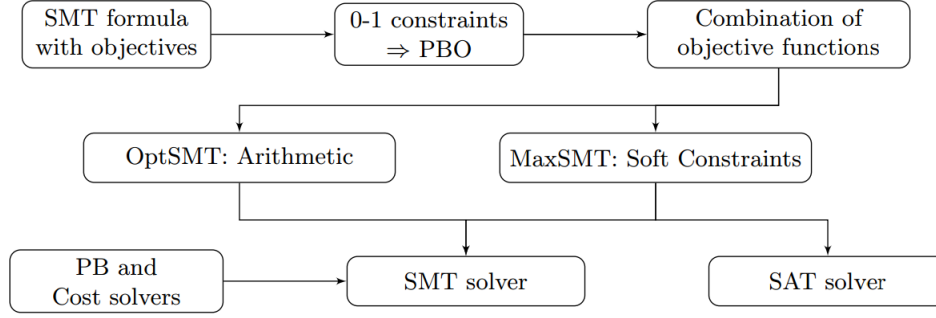 SMT formula
with objectives
0-1 constraints
⇒ PBO
Combination of
objective functions
OptSMT: Arithmetic
MaxSMT: Soft Constraints
PB and
Cost solvers
SMT solver
SAT solver